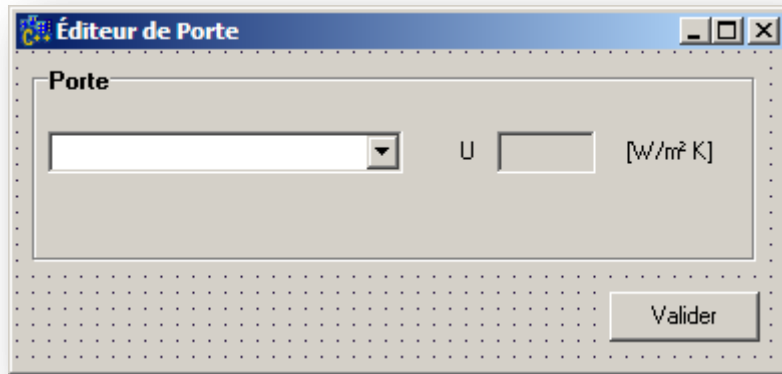 Éditeur de Porte
Porte
U [W/m² K]
Valider